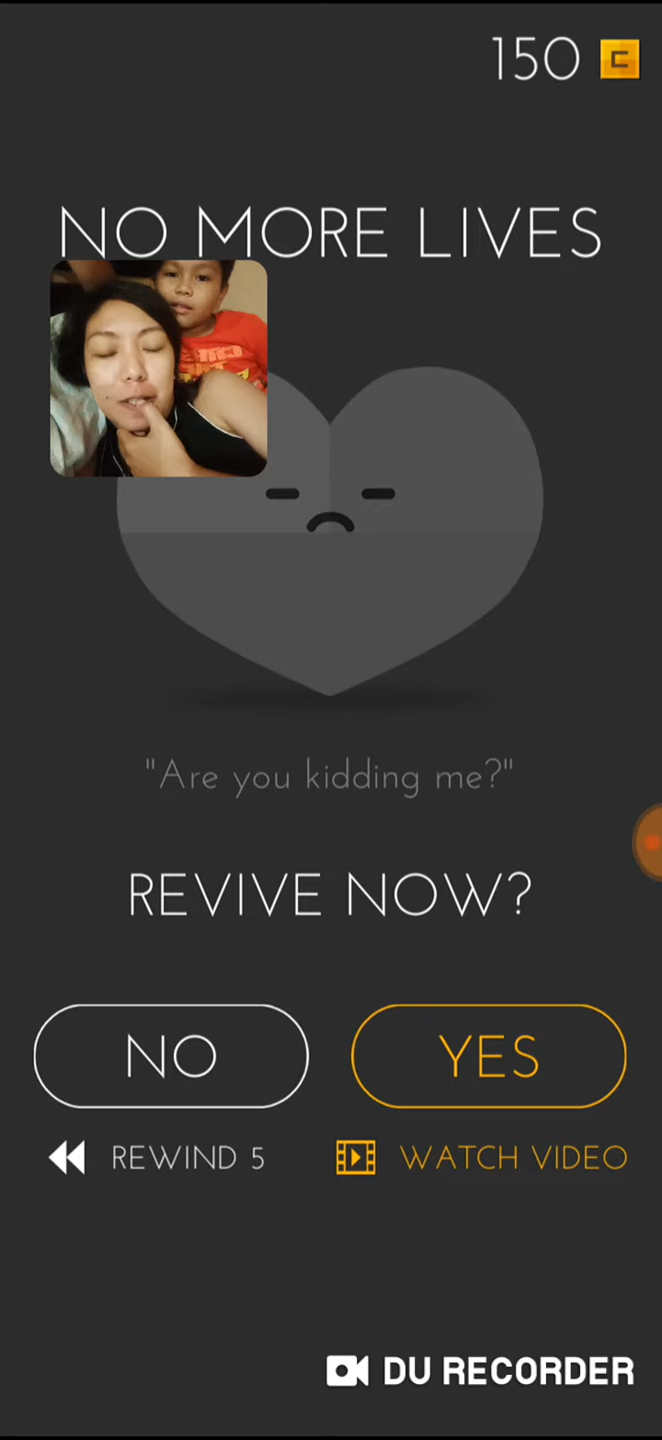 150
NO MORE LIVES
"Are you kidding me?"
REVIVE NOW?
NO YES
REWIND 5 WATCH VIDEO
DU RECORDER